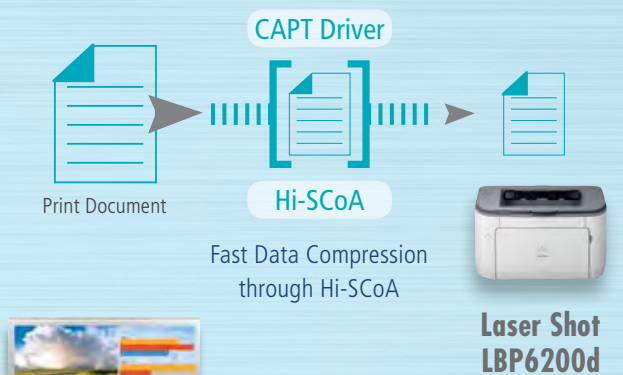 CAPT Driver
Print Document
Hi-SCoA
Fast Data Compression
through Hi-SCoA
Laser Shot
LBP6200d